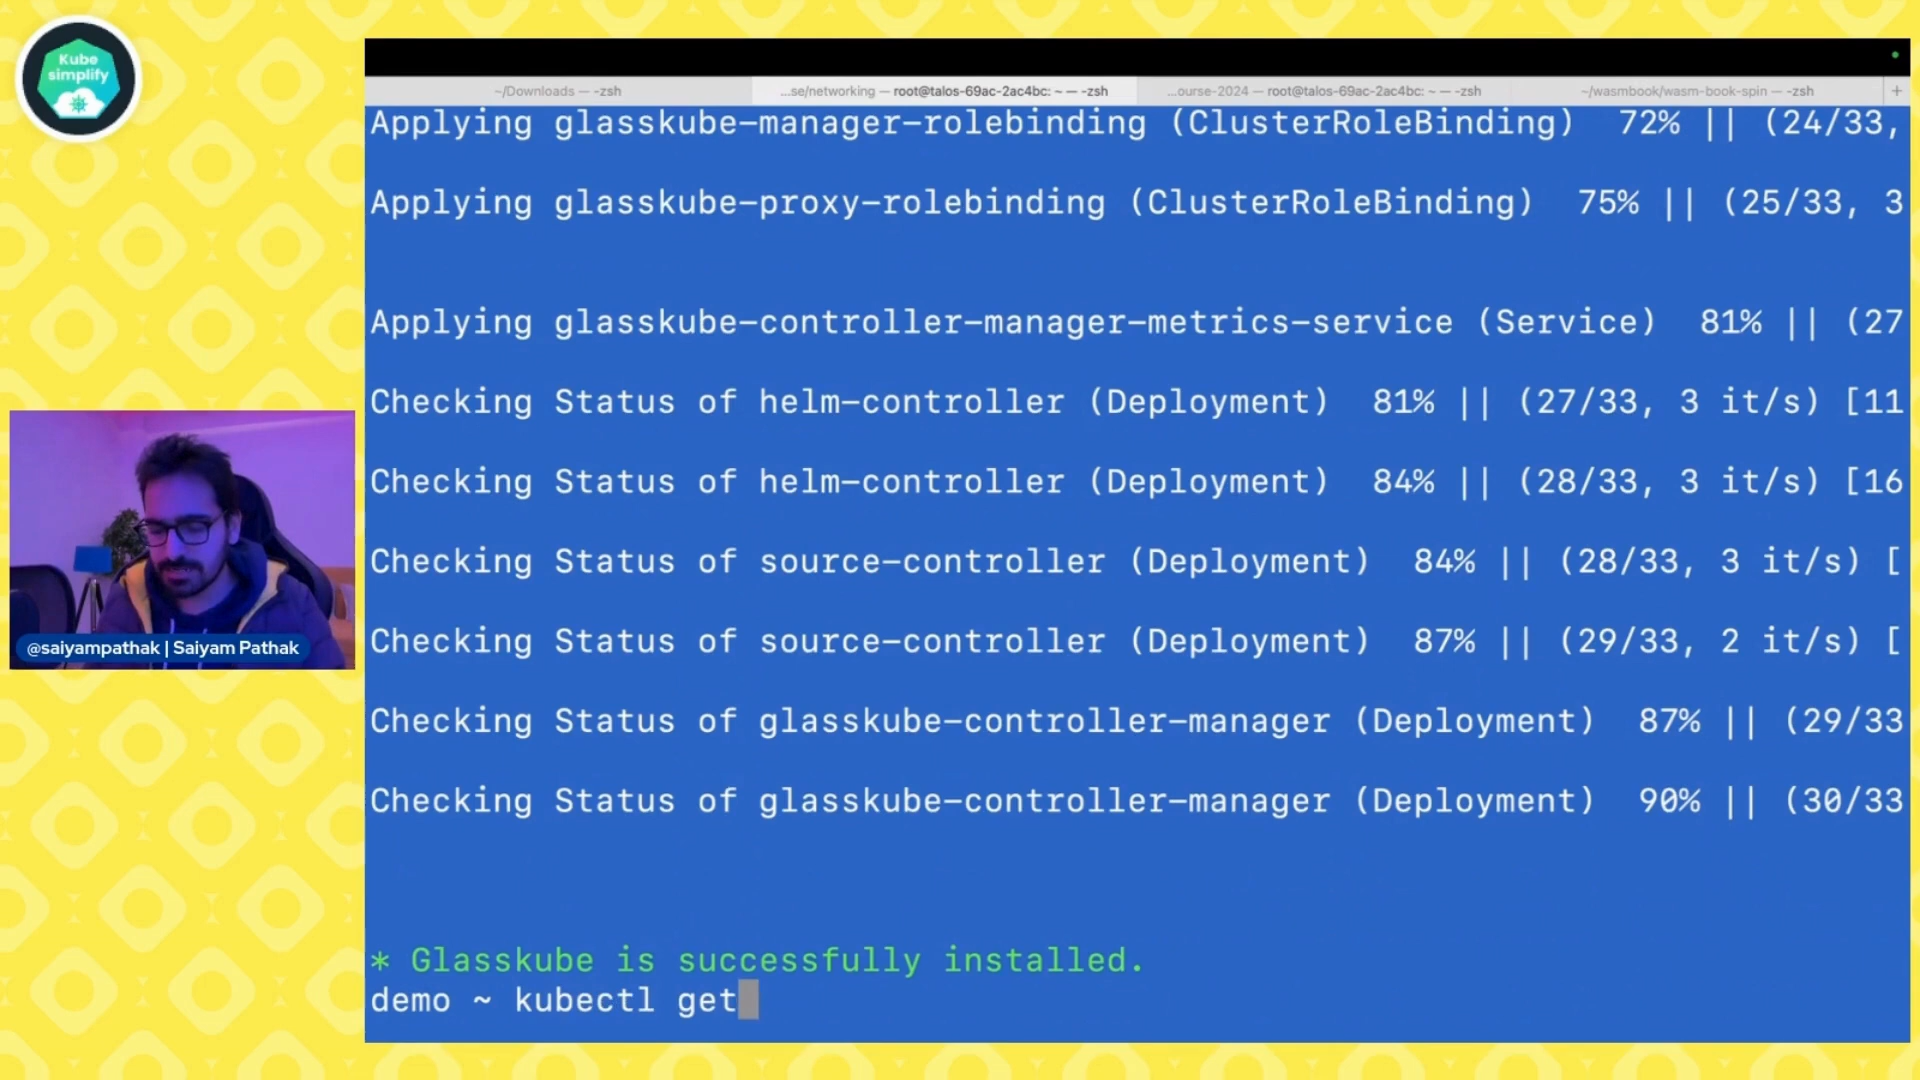 Kube
simplify
~/Downloads — -zsh
...se/networking — root@talos-69ac-2ac4bc: ~ — -zsh
...ourse-2024 — root@talos-69ac-2ac4bc: ~ — -zsh
~/wasmbook/wasm-book-spin — -zsh
+
Applying glasskube-manager-rolebinding (ClusterRoleBinding)  72% || (24/33,
Applying glasskube-proxy-rolebinding (ClusterRoleBinding)  75% || (25/33, 3
Applying glasskube-controller-manager-metrics-service (Service)  81% || (27
Checking Status of helm-controller (Deployment)  81% || (27/33, 3 it/s) [11
Checking Status of helm-controller (Deployment)  84% || (28/33, 3 it/s) [16
Checking Status of source-controller (Deployment)  84% || (28/33, 3 it/s) [
Checking Status of source-controller (Deployment)  87% || (29/33, 2 it/s) [
Checking Status of glasskube-controller-manager (Deployment)  87% || (29/33
Checking Status of glasskube-controller-manager (Deployment)  90% || (30/33
* Glasskube is successfully installed.
demo ~ kubectl get
@saiyampathak | Saiyam Pathak